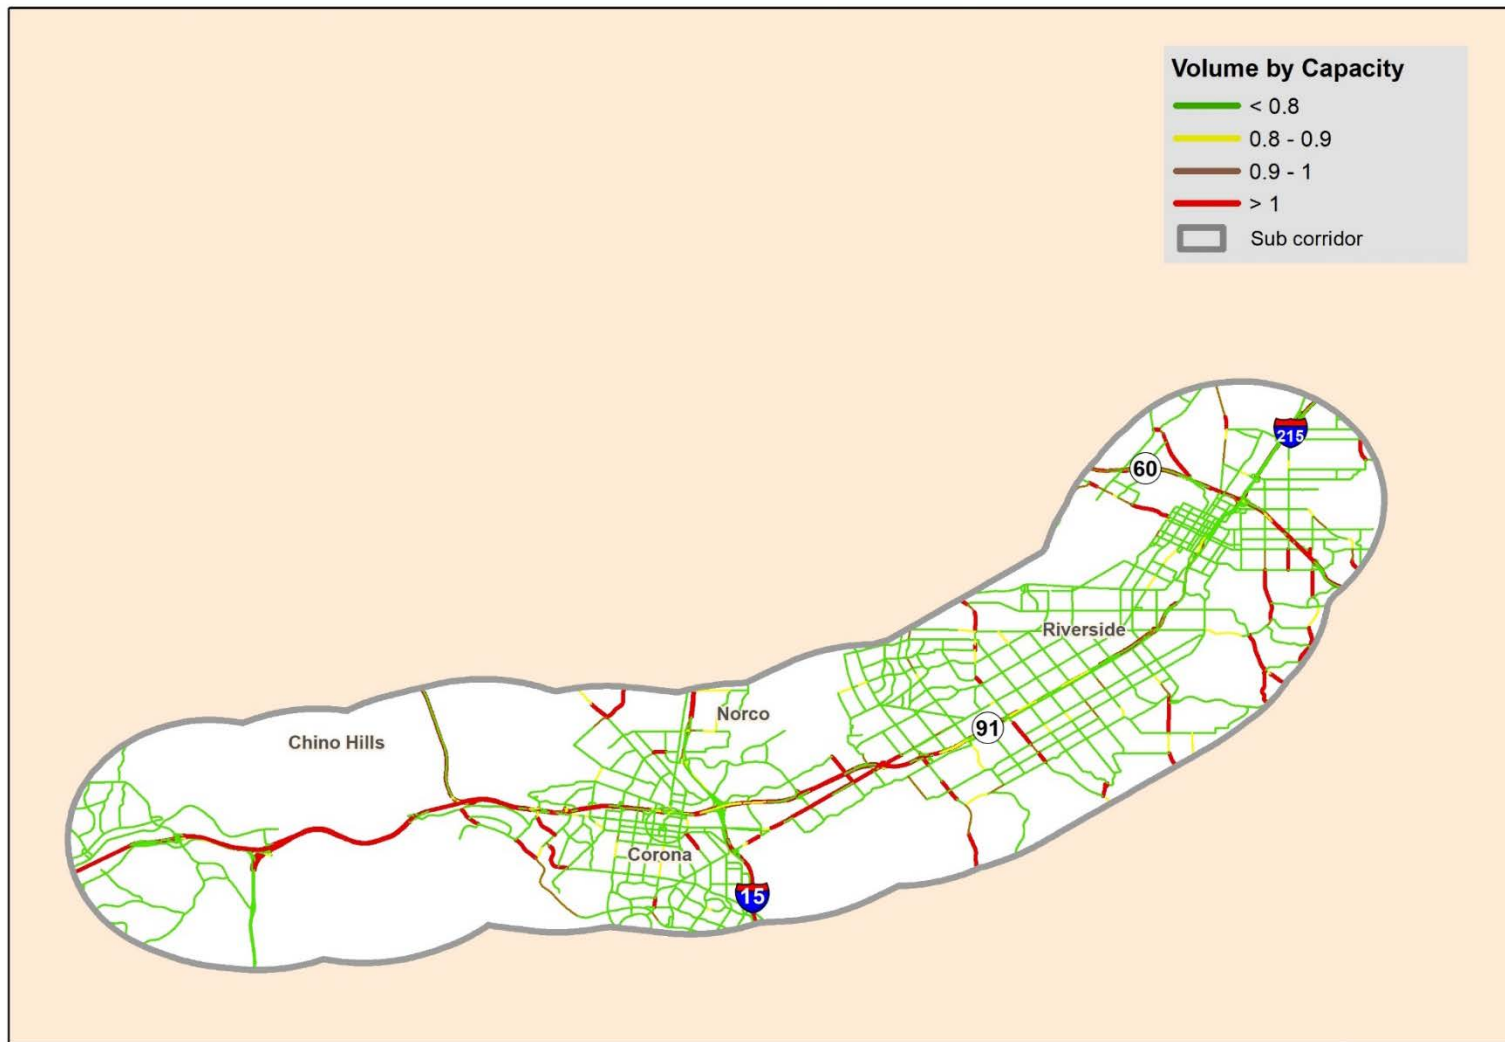 Volume by Capacity
< 0.8
0.8 - 0.9
0.9 - 1
> 1
Sub corridor
215
60
Riverside
Norco
91
Chino Hills
Corona
15